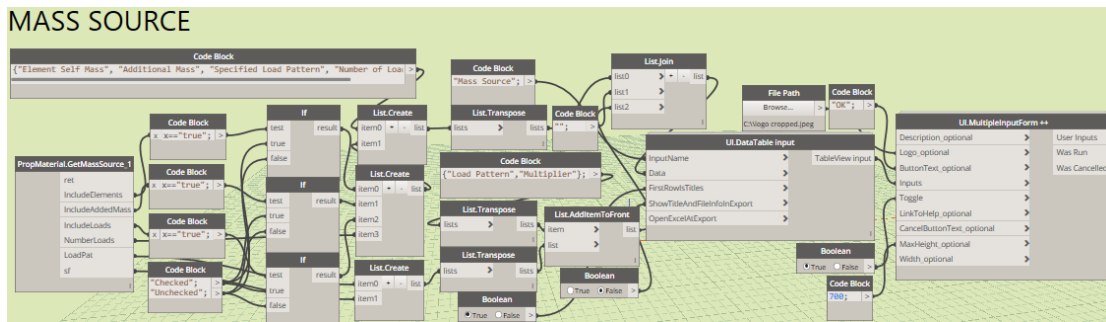 MASS SOURCE
Code Block
{"Element Self Mass", "Additional Mass", "Specified Load Pattern", "Number of Loa
>
Code Block
x x=="true"; >
Code Block
x x=="true"; >
Code Block
x x=="true"; >
PropMaterial.GetMassSource_1
ret
IncludeElements
IncludeAddedMass
IncludeLoads
NumberLoads
LoadPat
sf
Code Block
"Checked"; >
"Unchecked"; >
If
test result
true
false
If
test result
true
false
If
test result
true
false
List.Create
item0 + - list
item1
List.Create
item0 + - list
item1
item2
item3
List.Create
item0 + - list
item1
Code Block
"Mass Source"; >
List.Transpose
lists > lists
Code Block
""; >
Code Block
{"Load Pattern","Multiplier"}; >
List.Transpose
lists > lists
List.Transpose
lists > lists
Boolean
True False >
List.AddItemToFront
item > list
list >
Boolean
True False >
List.Join
list0 > + - list
list1 >
list2 >
UI.DataTable input
InputName > TableView input
Data >
FirstRowIsTitles >
ShowTitleAndFileInfoInExport >
OpenExcelAtExport >
File Path
Browse... >
C:\logo cropped.jpeg
Code Block
"OK"; >
Boolean
True False >
Code Block
700; >
UI.MultipleInputForm ++
Description_optional > User Inputs
Logo_optional > Was Run
ButtonText_optional > Was Cancelled
Inputs >
Toggle >
LinkToHelp_optional >
CancelButtonText_optional >
MaxHeight_optional >
Width_optional >